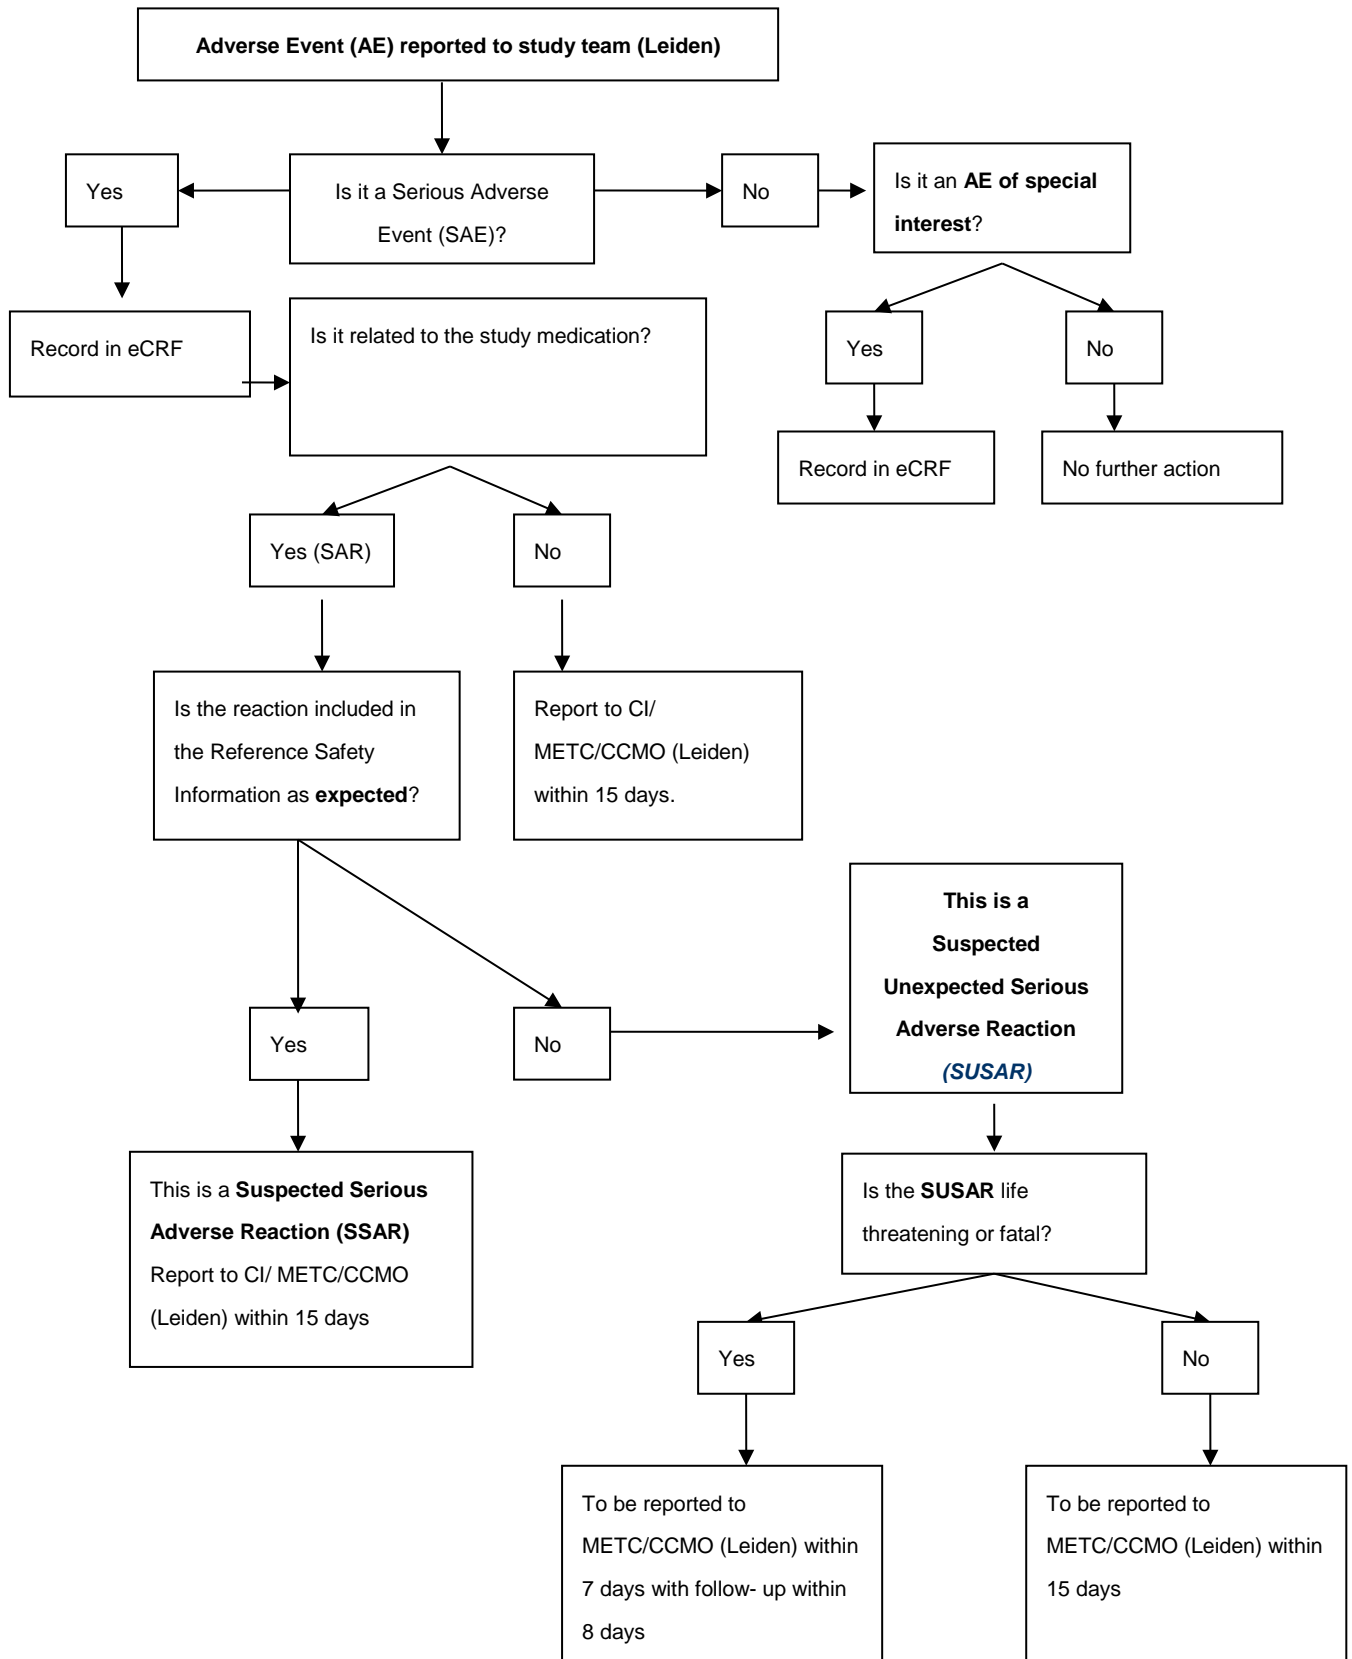 Adverse Event (AE) reported to study team (Leiden)
Yes
Is it a Serious Adverse
Event (SAE)?
No
Is it an AE of special
interest?
Record in eCRF
Is it related to the study medication?
Yes
No
Record in eCRF
No further action
Yes (SAR)
No
Is the reaction included in
the Reference Safety
Information as expected?
Report to CI/
METC/CCMO (Leiden)
within 15 days.
This is a
Suspected
Unexpected Serious
Adverse Reaction
(SUSAR)
Yes
No
This is a Suspected Serious
Adverse Reaction (SSAR)
Report to CI/ METC/CCMO
(Leiden) within 15 days
Is the SUSAR life
threatening or fatal?
Yes
No
To be reported to
METC/CCMO (Leiden) within
7 days with follow- up within
8 days
To be reported to
METC/CCMO (Leiden) within
15 days